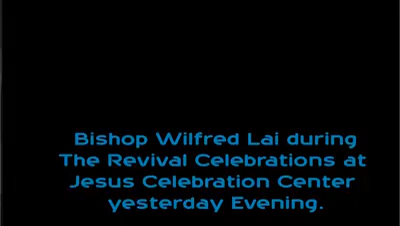 Bishop Wilfred Lai during
The Revival Celebrations at
Jesus Celebration Center
yesterday Evening.